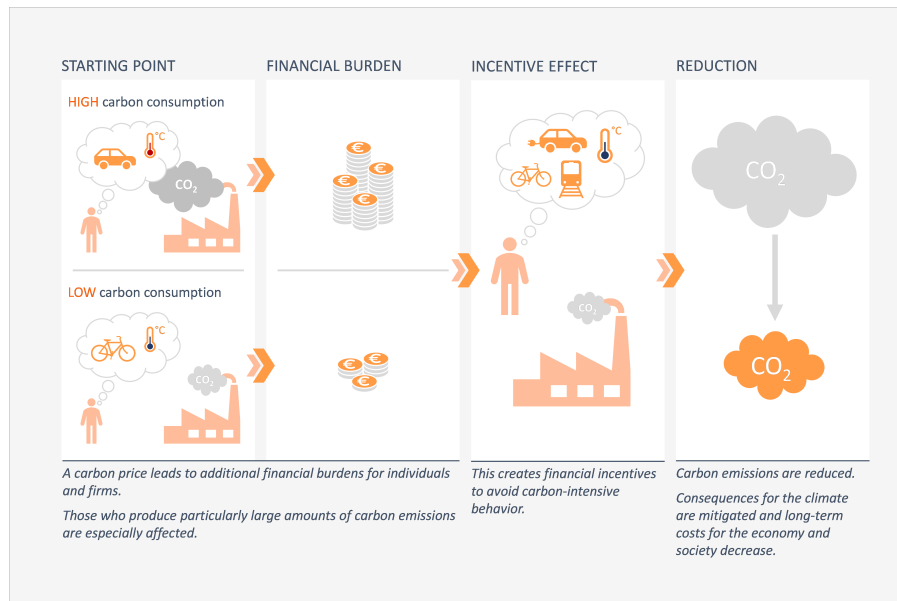 STARTING POINT
FINANCIAL BURDEN
INCENTIVE EFFECT
REDUCTION
HIGH carbon consumption
°C
CO2
€
€
€
€
LOW carbon consumption
°C
CO2
€
€
€
°C
CO2
CO2
CO2
A carbon price leads to additional financial burdens for individuals
and firms.
Those who produce particularly large amounts of carbon emissions
are especially affected.
This creates financial incentives
to avoid carbon-intensive
behavior.
Carbon emissions are reduced.
Consequences for the climate
are mitigated and long-term
costs for the economy and
society decrease.